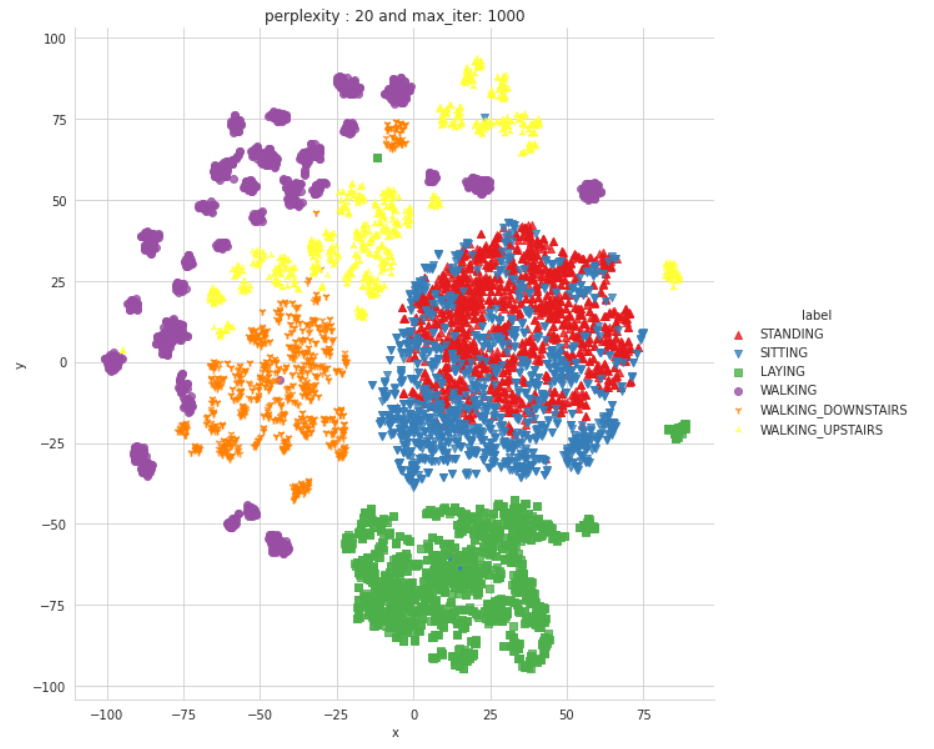 perplexity : 20 and max_iter: 1000
100
75
50
25
0
−25
−50
−75
−100
y
−100 −75 −50 −25 0 25 50 75
x
label
STANDING
SITTING
LAYING
WALKING
WALKING_DOWNSTAIRS
WALKING_UPSTAIRS